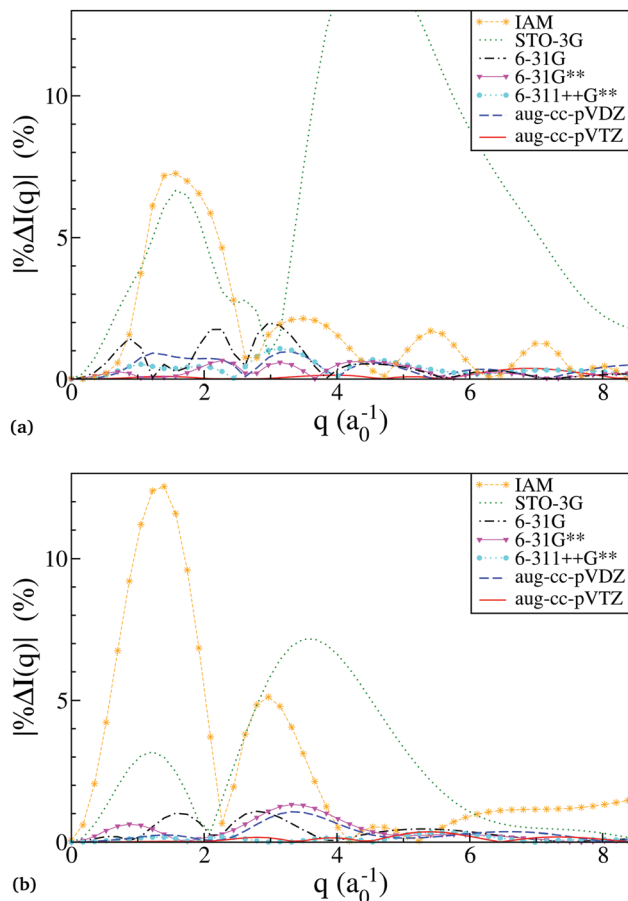 |%ΔI(q)| (%)
10
5
0
0 2 4 6 8
q (a₀⁻¹)
IAM
STO-3G
6-31G
6-31G**
6-311++G**
aug-cc-pVDZ
aug-cc-pVTZ
(a)
|%ΔI(q)| (%)
10
5
0
0 2 4 6 8
q (a₀⁻¹)
IAM
STO-3G
6-31G
6-31G**
6-311++G**
aug-cc-pVDZ
aug-cc-pVTZ
(b)